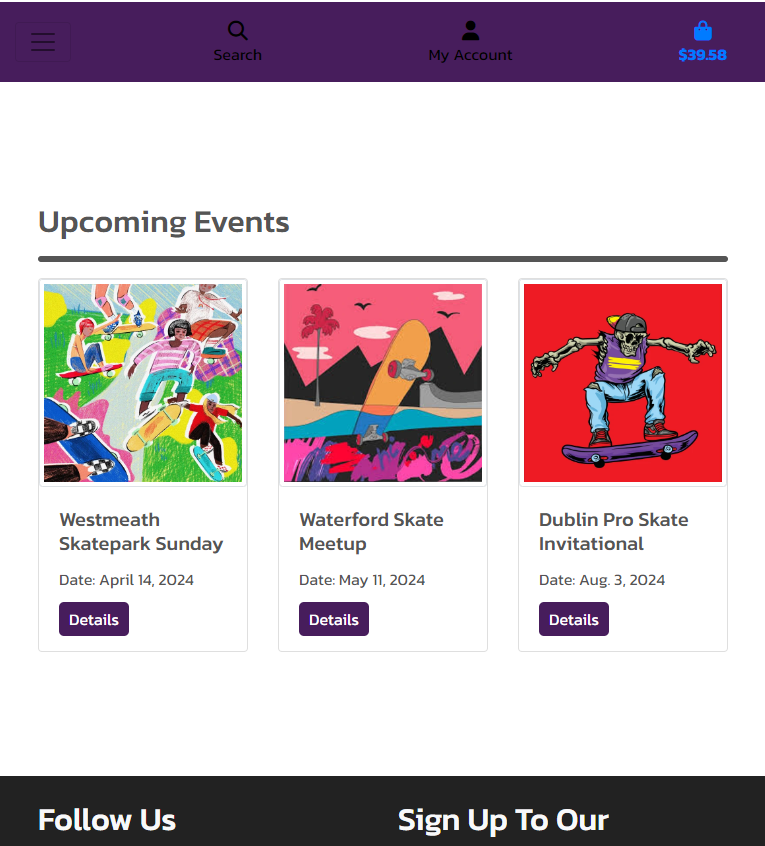 Search
My Account
$39.58
Upcoming Events
Westmeath
Skatepark Sunday
Date: April 14, 2024
Details
Waterford Skate
Meetup
Date: May 11, 2024
Details
Dublin Pro Skate
Invitational
Date: Aug. 3, 2024
Details
Follow Us
Sign Up To Our